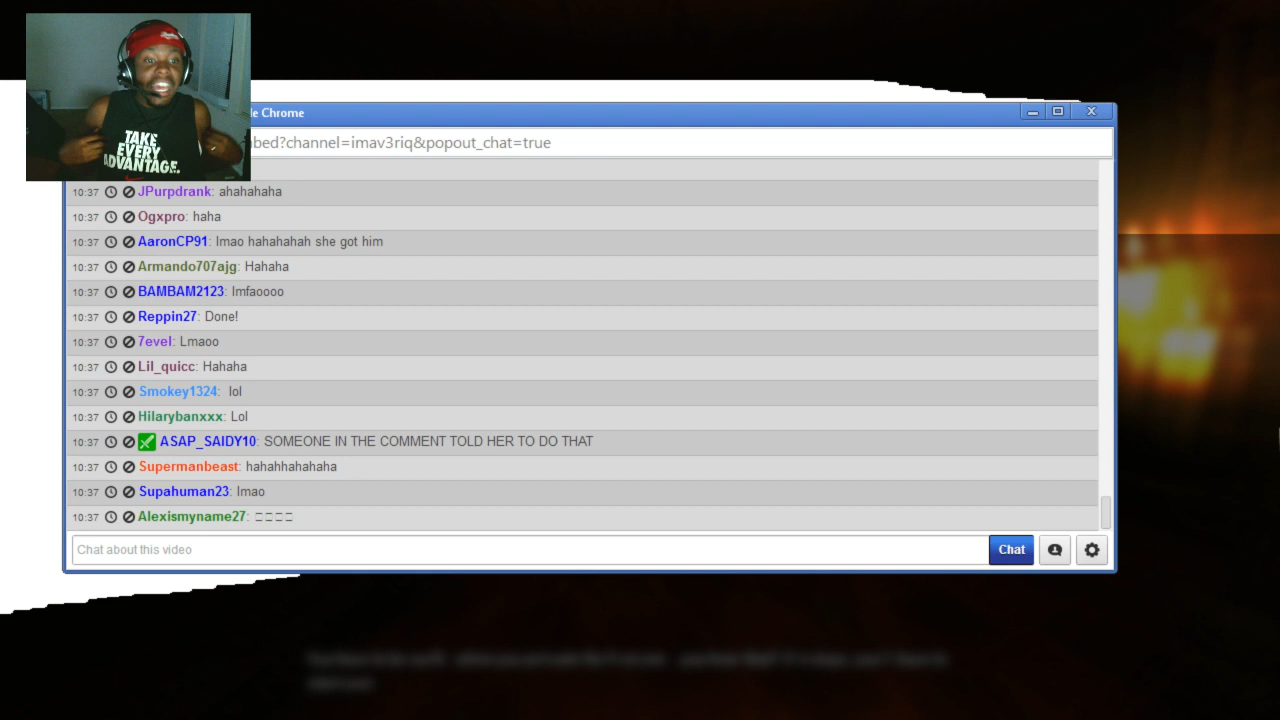 TAKE
EVERY
ADVANTAGE.
le Chrome
bed?channel=imav3riq&popout_chat=true
10:37 JPurpdrank: ahahahaha
10:37 Ogxpro: haha
10:37 AaronCP91: lmao hahahahah she got him
10:37 Armando707ajg: Hahaha
10:37 BAMBAM2123: lmfaoooo
10:37 Reppin27: Done!
10:37 7evel: Lmaoo
10:37 Lil_quicc: Hahaha
10:37 Smokey1324: lol
10:37 Hilarybanxxx: Lol
10:37 ASAP_SAIDY10: SOMEONE IN THE COMMENT TOLD HER TO DO THAT
10:37 Supermanbeast: hahahhahahaha
10:37 Supahuman23: lmao
10:37 Alexismyname27:
Chat about this video
Chat